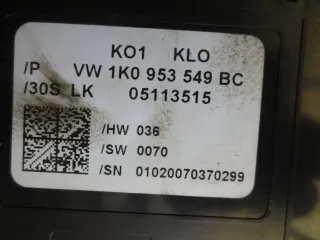 KO1 KLO
/P VW 1K0 953 549 BC
/30S LK 05113515
/HW 036
/SW 0070
/SN 01020070370299